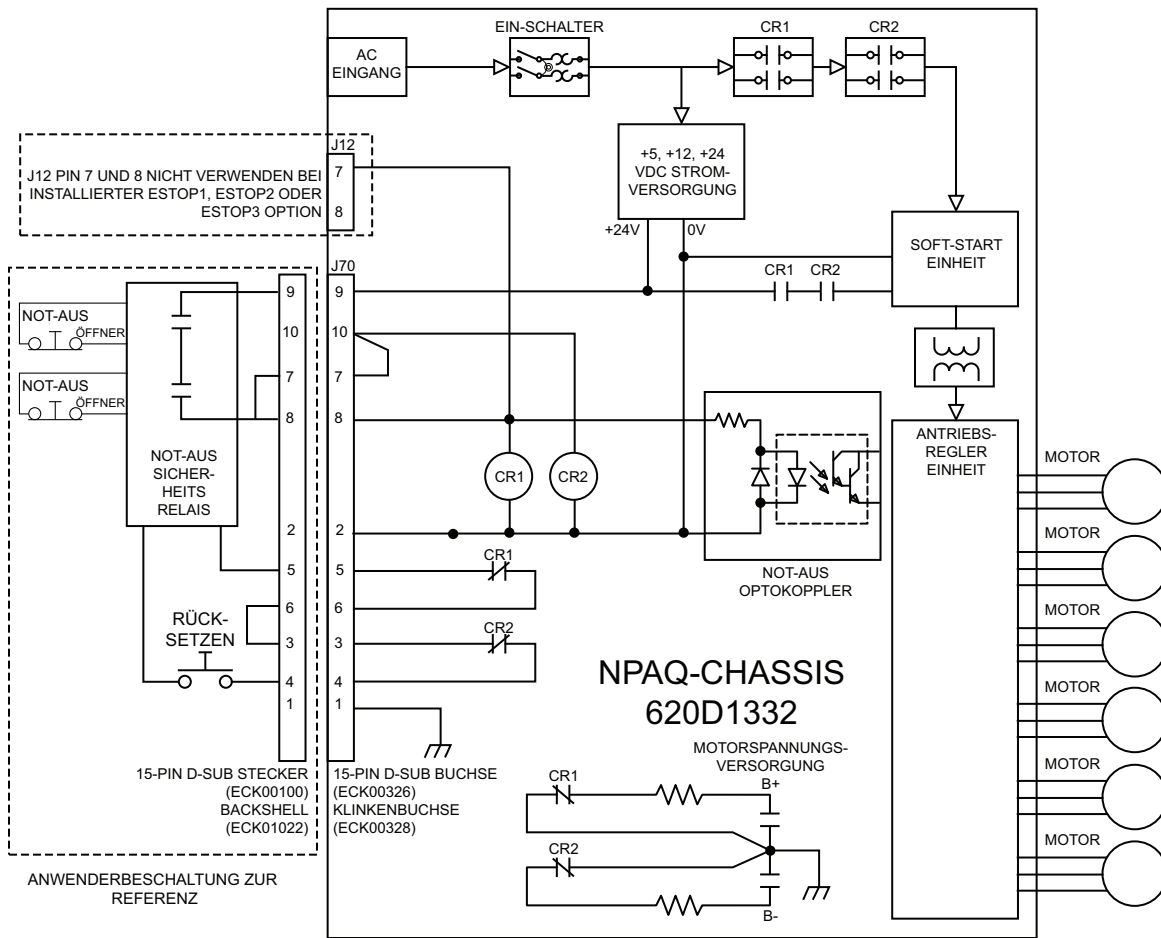 AC
EINGANG
EIN-SCHALTER
CR1
CR2
+5, +12, +24
VDC STROM-
VERSORGUNG
+24V
0V
J12
7
8
J12 PIN 7 UND 8 NICHT VERWENDEN BEI
INSTALLIERTER ESTOP1, ESTOP2 ODER
ESTOP3 OPTION
SOFT-START
EINHEIT
CR1
CR2
J70
9
10
7
8
2
5
6
3
4
1
9
10
7
8
2
5
6
3
4
1
NOT-AUS
ÖFFNER
NOT-AUS
ÖFFNER
NOT-AUS
SICHER-
HEITS
RELAIS
RÜCK-
SETZEN
CR1
CR2
CR1
CR2
NOT-AUS
OPTOKOPPLER
ANTRIEBS-
REGLER
EINHEIT
MOTOR
MOTOR
MOTOR
MOTOR
MOTOR
MOTOR
NPAQ-CHASSIS
620D1332
MOTORSPANNUNGS-
VERSORGUNG
CR1
B+
CR2
B-
15-PIN D-SUB STECKER
(ECK00100)
BACKSHELL
(ECK01022)
15-PIN D-SUB BUCHSE
(ECK00326)
KLINKENBUCHSE
(ECK00328)
ANWENDERBESCHALTUNG ZUR
REFERENZ